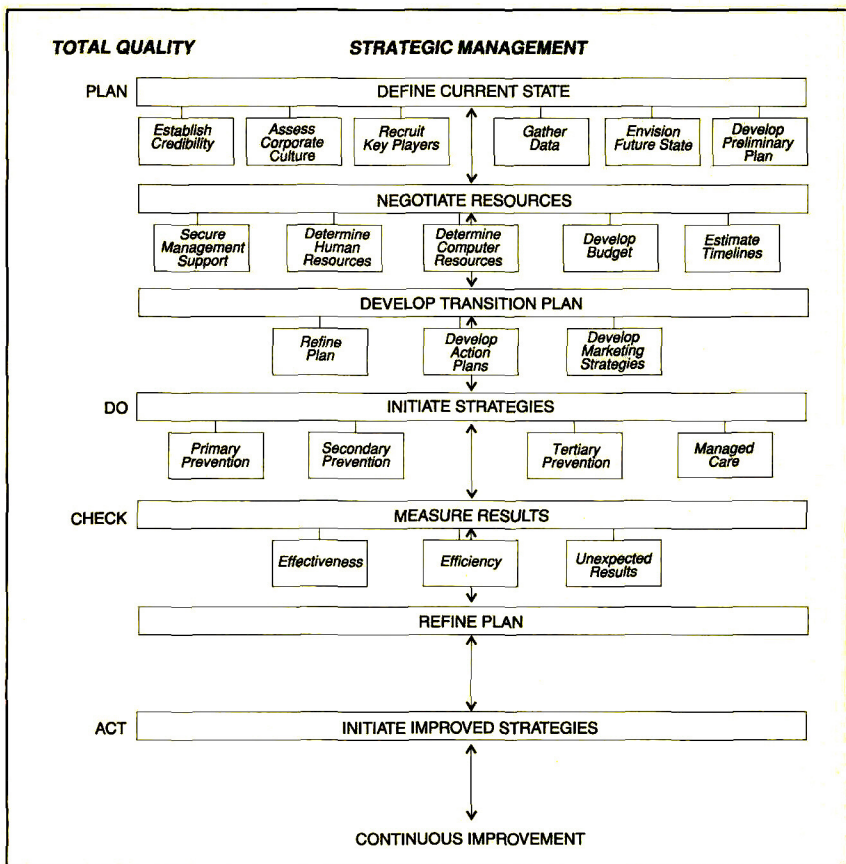 TOTAL QUALITY STRATEGIC MANAGEMENT
PLAN DEFINE CURRENT STATE
Establish Credibility
Assess Corporate Culture
Recruit Key Players
Gather Data
Envision Future State
Develop Preliminary Plan
NEGOTIATE RESOURCES
Secure Management Support
Determine Human Resources
Determine Computer Resources
Develop Budget
Estimate Timelines
DEVELOP TRANSITION PLAN
Refine Plan
Develop Action Plans
Develop Marketing Strategies
DO INITIATE STRATEGIES
Primary Prevention
Secondary Prevention
Tertiary Prevention
Managed Care
CHECK MEASURE RESULTS
Effectiveness
Efficiency
Unexpected Results
REFINE PLAN
ACT INITIATE IMPROVED STRATEGIES
CONTINUOUS IMPROVEMENT